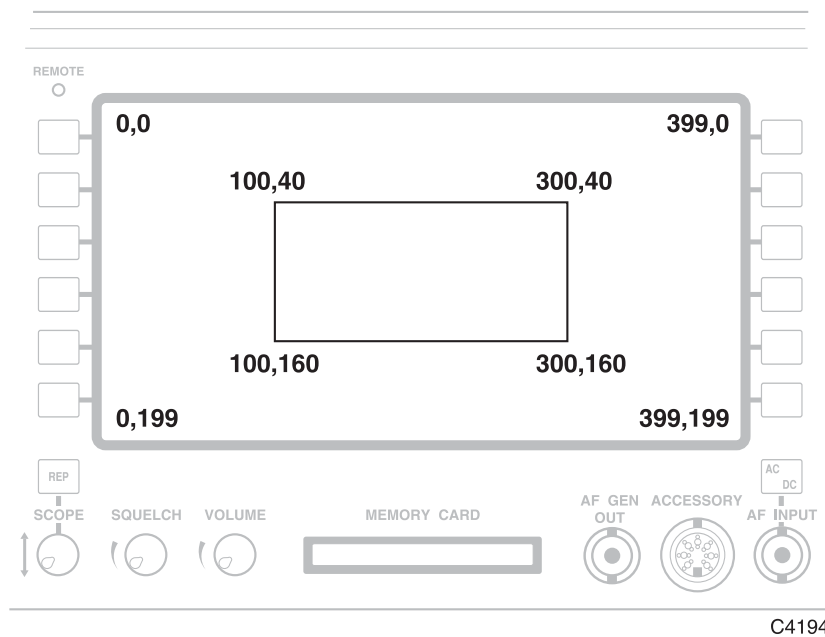 REMOTE
0,0 399,0
100,40 300,40
100,160 300,160
0,199 399,199
REP AC DC
SCOPE SQUELCH VOLUME MEMORY CARD AF GEN OUT ACCESSORY AF INPUT
C4194